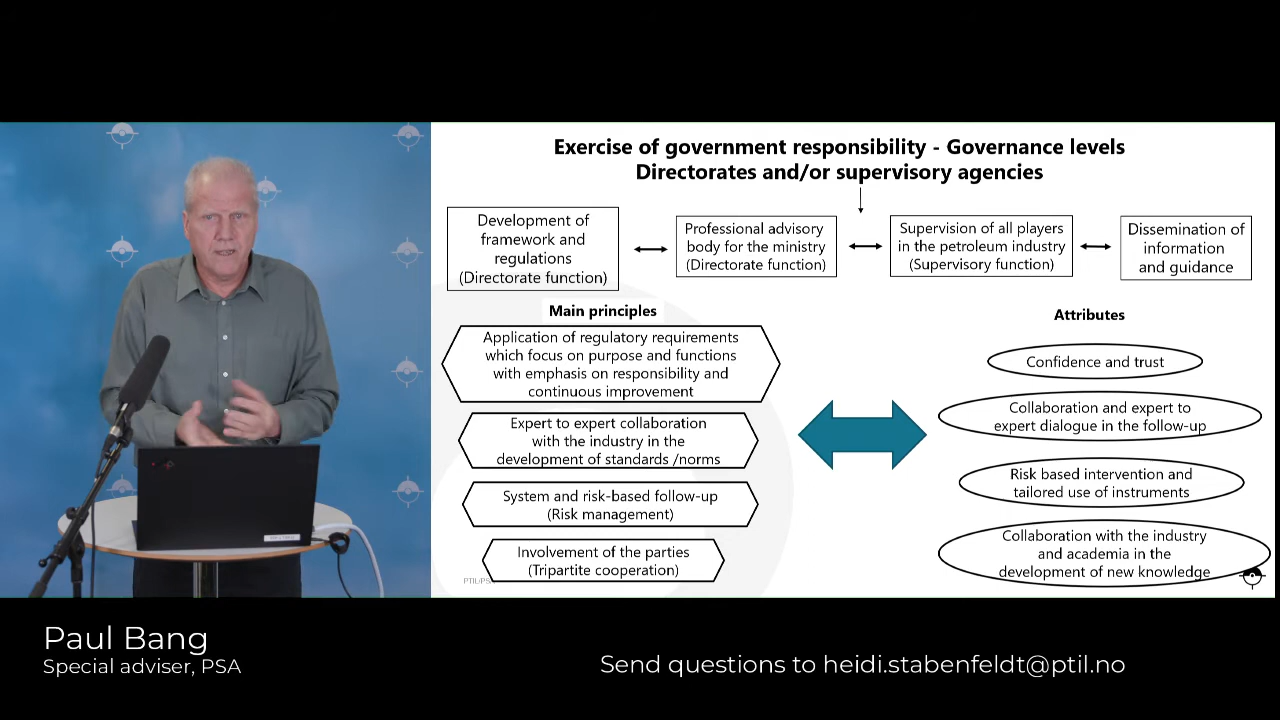 Exercise of government responsibility - Governance levels
Directorates and/or supervisory agencies
Development of
framework and
regulations
(Directorate function)
Professional advisory
body for the ministry
(Directorate function)
Supervision of all players
in the petroleum industry
(Supervisory function)
Dissemination of
information
and guidance
Main principles
Application of regulatory requirements
which focus on purpose and functions
with emphasis on responsibility and
continuous improvement
Expert to expert collaboration
with the industry in the
development of standards /norms
System and risk-based follow-up
(Risk management)
Involvement of the parties
(Tripartite cooperation)
Attributes
Confidence and trust
Collaboration and expert to
expert dialogue in the follow-up
Risk based intervention and
tailored use of instruments
Collaboration with the industry
and academia in the
development of new knowledge
Paul Bang
Special adviser, PSA
Send questions to heidi.stabenfeldt@ptil.no